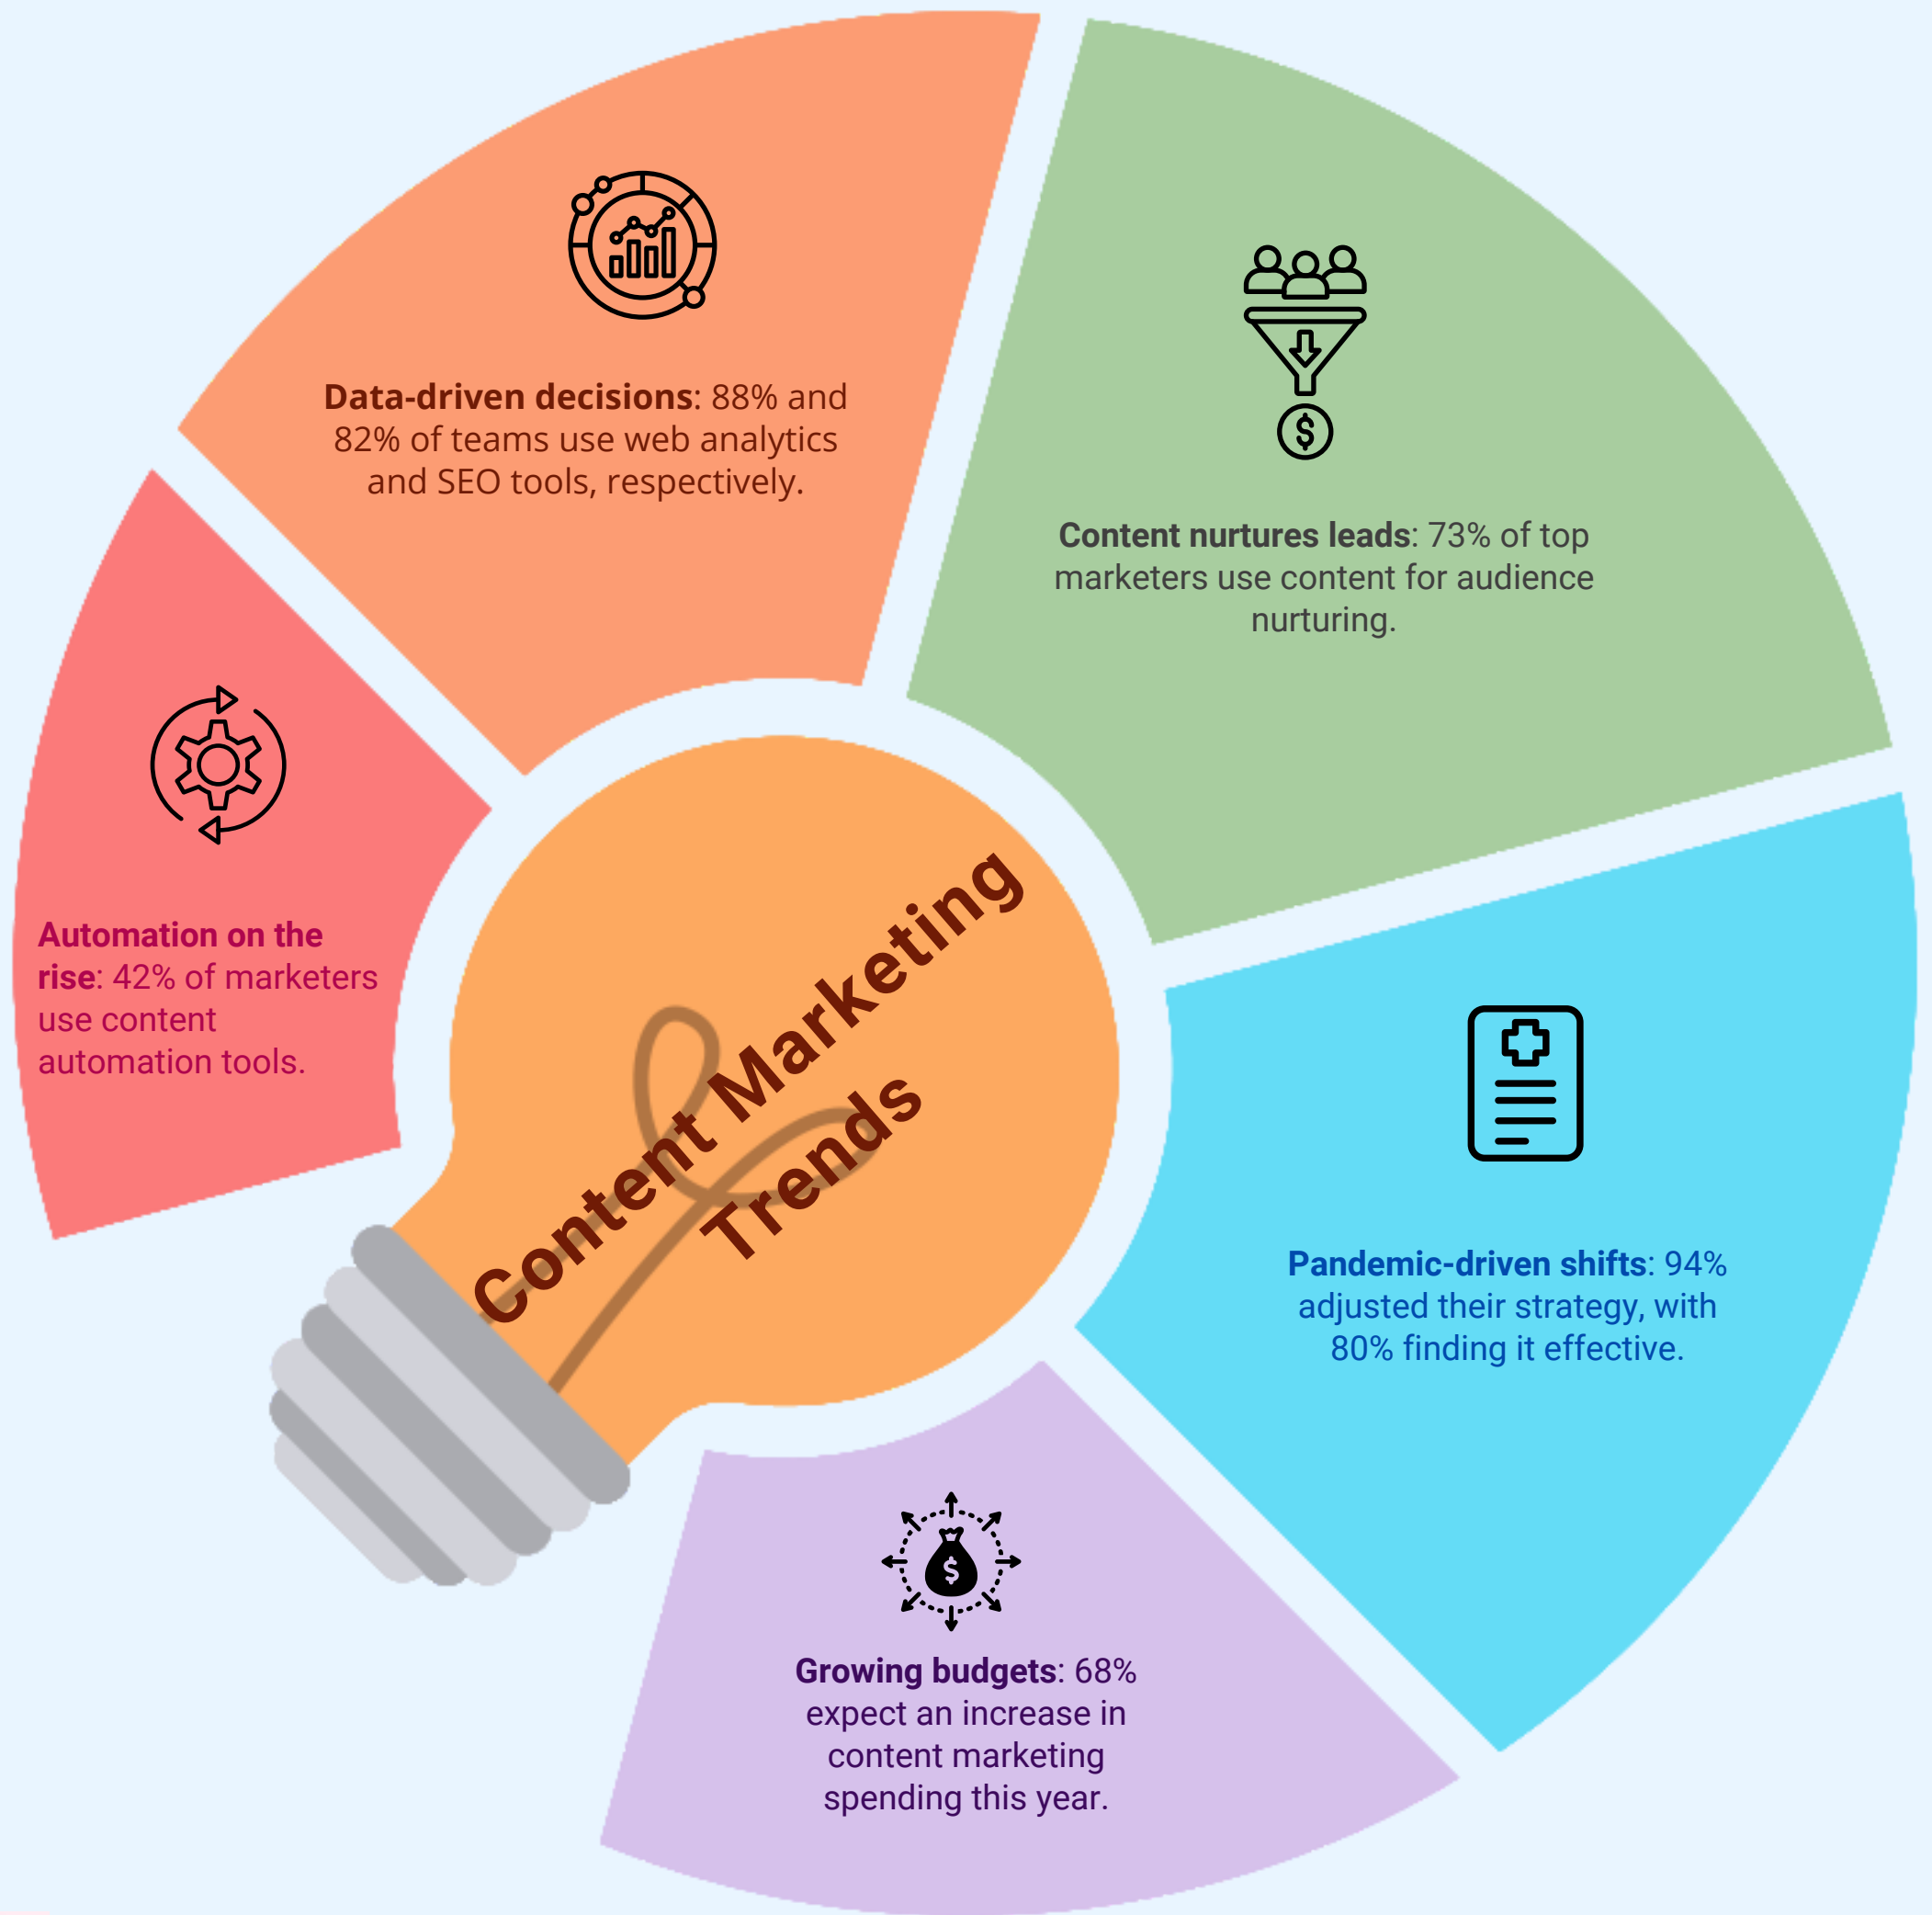 Data-driven decisions: 88% and
82% of teams use web analytics
and SEO tools, respectively.
Content nurtures leads: 73% of top
marketers use content for audience
nurturing.
Automation on the
rise: 42% of marketers
use content
automation tools.
Content Marketing
Trends
Pandemic-driven shifts: 94%
adjusted their strategy, with
80% finding it effective.
Growing budgets: 68%
expect an increase in
content marketing
spending this year.